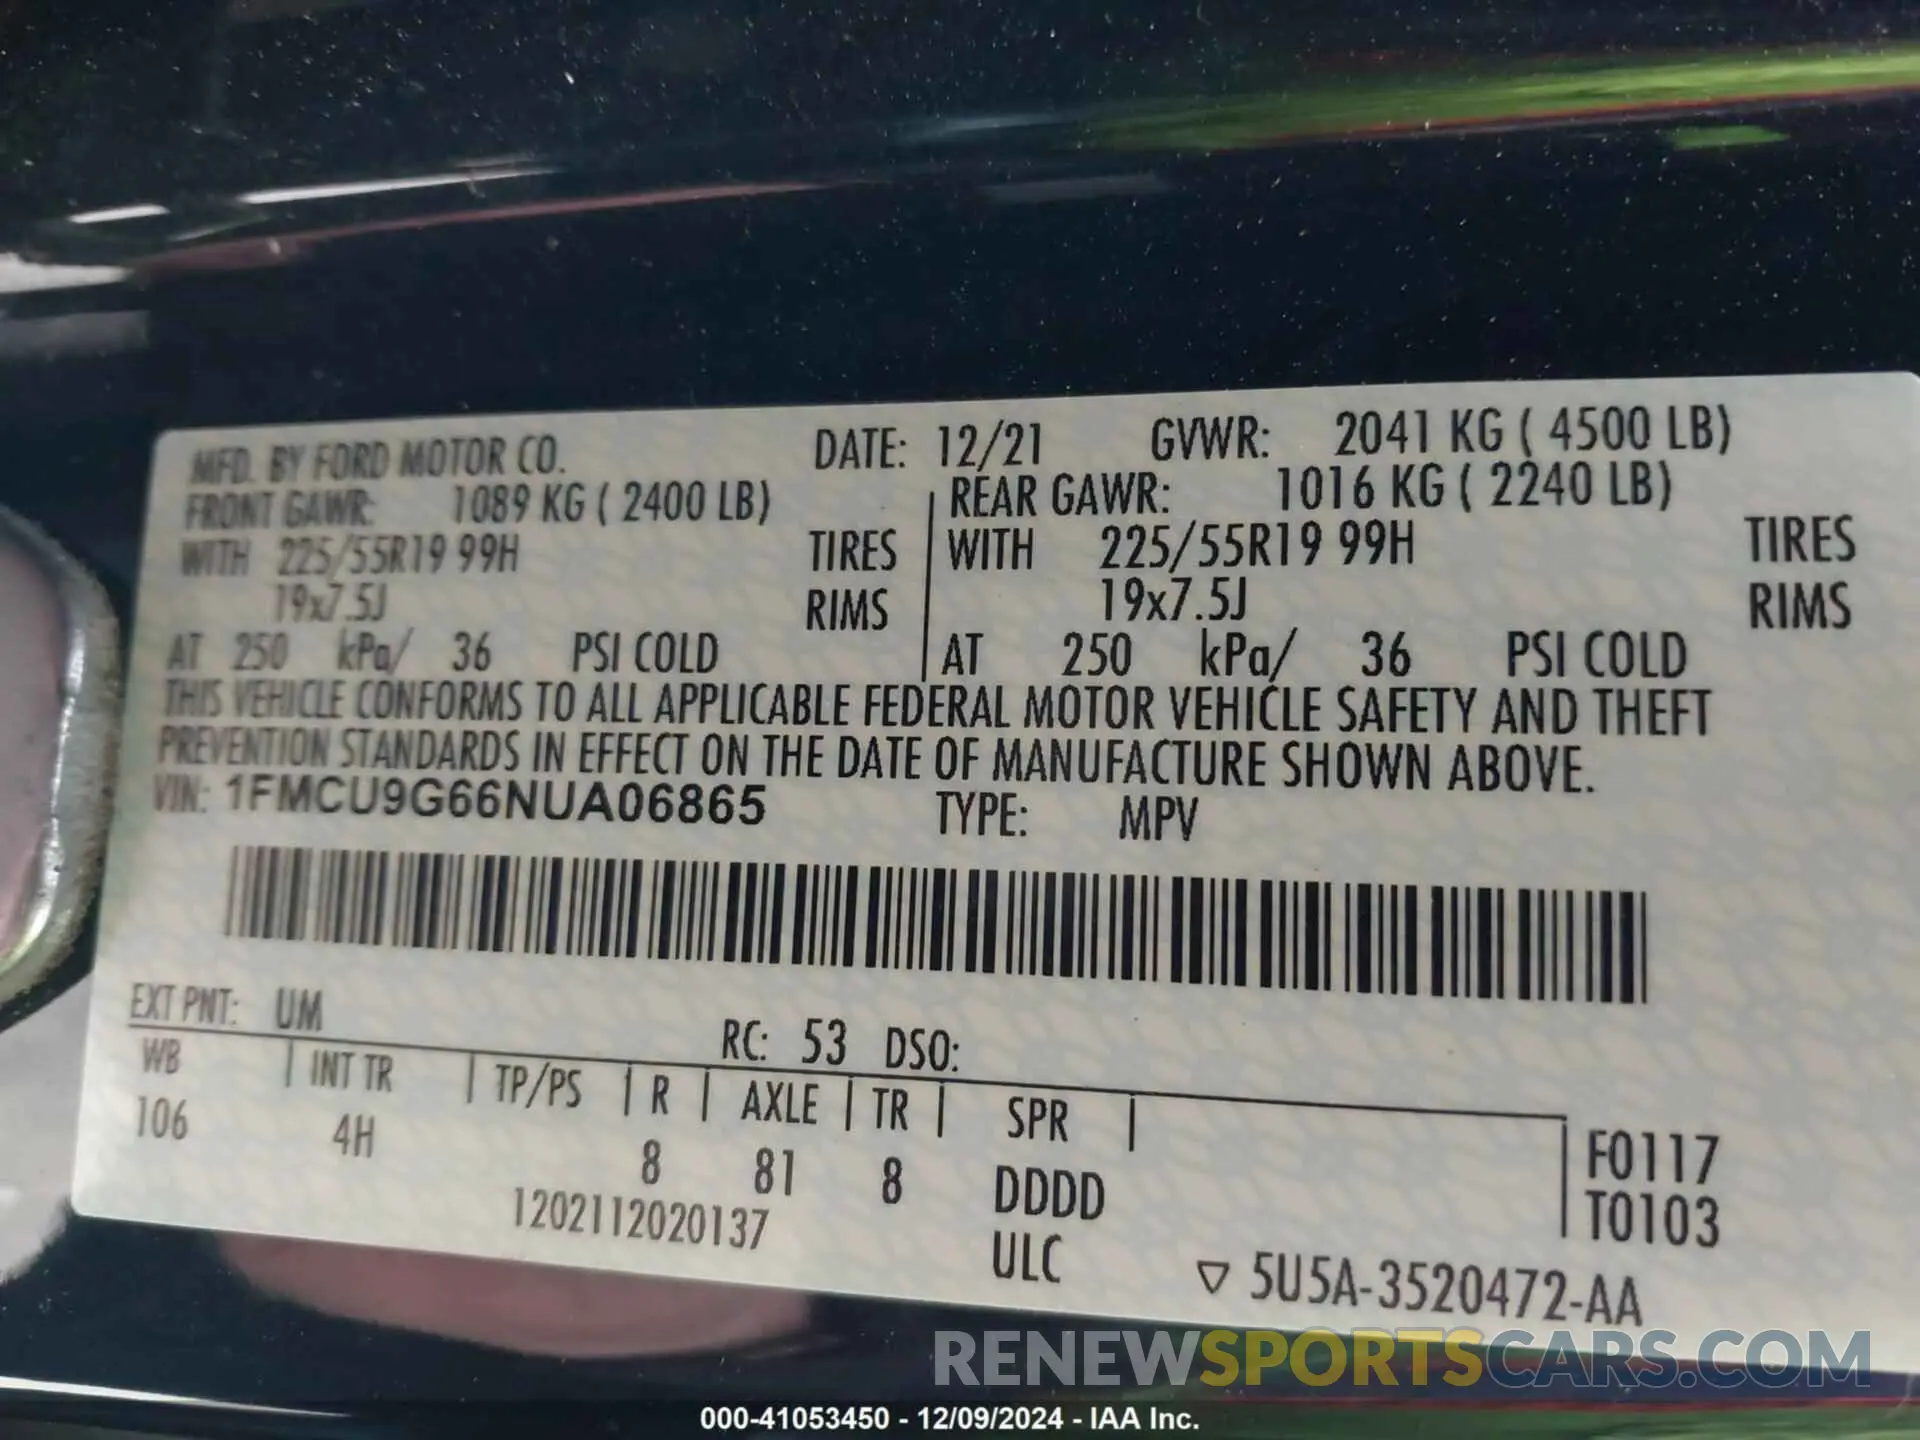 MFD. BY FORD MOTOR CO. DATE: 12/21 GVWR: 2041 KG ( 4500 LB)
FRONT GAWR: 1089 KG ( 2400 LB) REAR GAWR: 1016 KG ( 2240 LB)
WITH 225/55R19 99H TIRES WITH 225/55R19 99H TIRES
19x7.5J RIMS 19x7.5J RIMS
AT 250 kPa/ 36 PSI COLD AT 250 kPa/ 36 PSI COLD
THIS VEHICLE CONFORMS TO ALL APPLICABLE FEDERAL MOTOR VEHICLE SAFETY AND THEFT
PREVENTION STANDARDS IN EFFECT ON THE DATE OF MANUFACTURE SHOWN ABOVE.
VIN: 1FMCU9G66NUA06865 TYPE: MPV
EXT PNT: UM RC: 53 DSO:
WB INT TR TP/PS R AXLE TR SPR
106 4H 8 81 8 DDDD
F0117
T0103
1202112020137 ULC
5U5A-3520472-AA
RENEWSPORTSCARS.COM
000-41053450 - 12/09/2024 - IAA Inc.